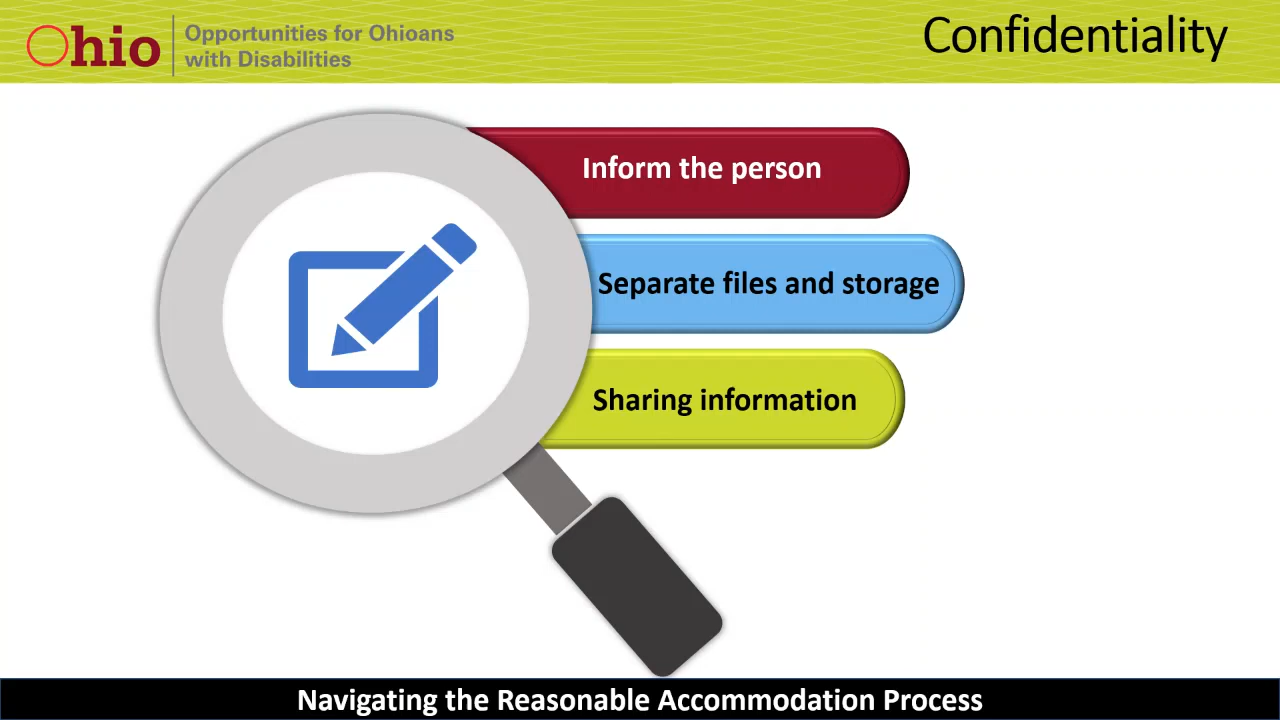 Ohio
Opportunities for Ohioans
with Disabilities
Confidentiality
Inform the person
Separate files and storage
Sharing information
Navigating the Reasonable Accommodation Process